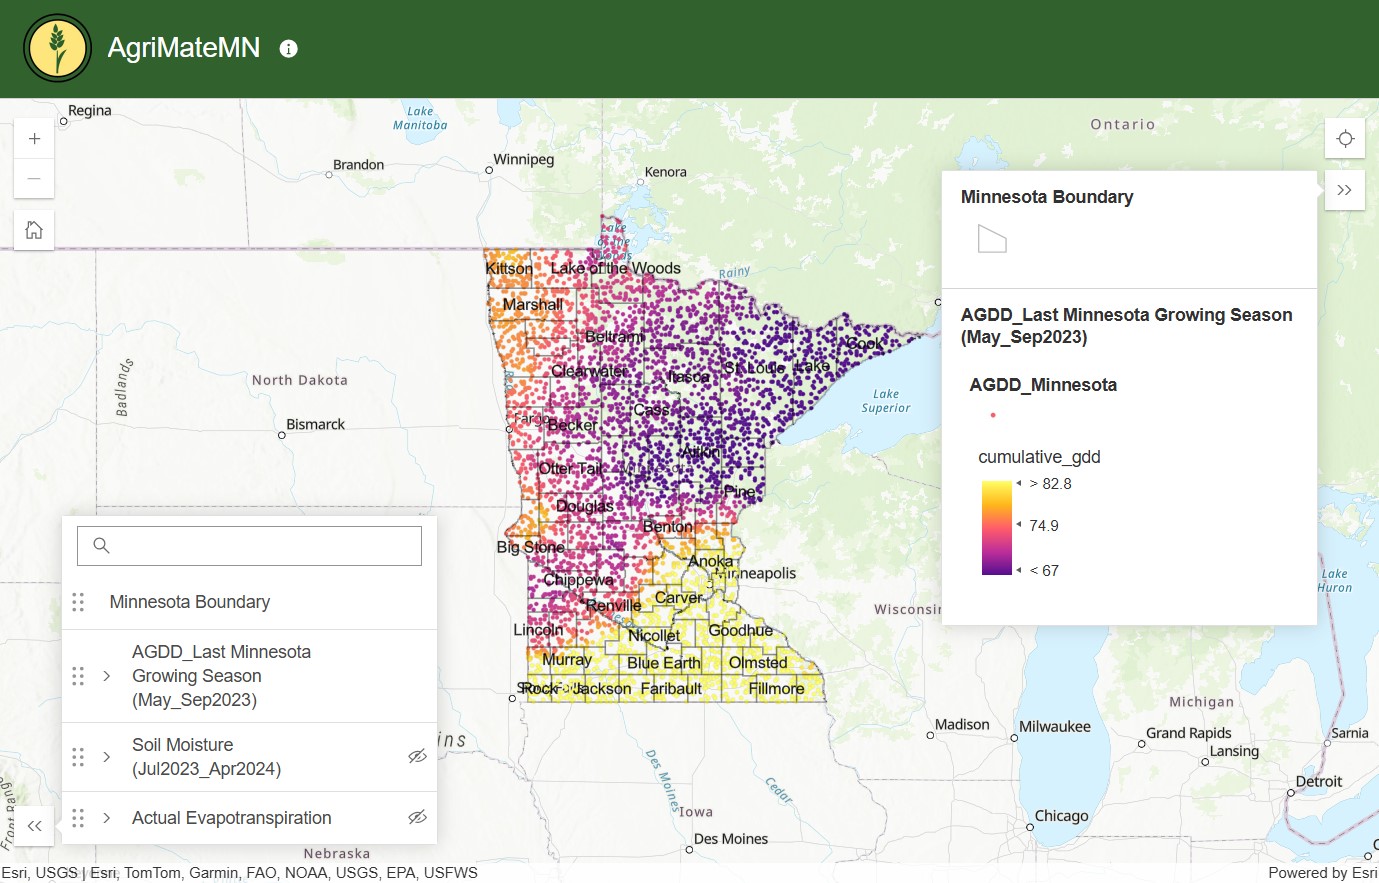 AgriMateMN
Regina
Lake
Manitoba
Ontario
Brandon
Winnipeg
Kenora
Minnesota Boundary
Lake
of the
Woods
Kittson
Lake of the Woods
Rainy
Marshall
AGDD_Last Minnesota Growing Season
(May_Sep2023)
Beltrami
Cook
Clearwater
Itasca
St. Louis
Lake
Badlands
North Dakota
AGDD_Minnesota
Lake
Superior
Cass
Fargo
Becker
Bismarck
Aitkin
cumulative_gdd
Otter Tail
Minnesota
> 82.8
Pine
Douglas
74.9
Benton
Big Stone
Anoka
< 67
Chippewa
Minneapolis
Lake
Huron
Carver
Minnesota Boundary
Renville
Wisconsin
Lincoln
Nicollet
Goodhue
AGDD_Last Minnesota
Growing Season
(May_Sep2023)
Murray
Blue Earth
Olmsted
Rock
Jackson
Faribault
Fillmore
Michigan
Madison
Milwaukee
Grand Rapids
Sarnia
Lansing
ins
Soil Moisture
(Jul2023_Apr2024)
Des Moines
Cedar
Detroit
Actual Evapotranspiration
Iowa
Chicago
Front Rang
Des Moines
Nebraska
Esri, USGS | Esri, TomTom, Garmin, FAO, NOAA, USGS, EPA, USFWS
Powered by Esri